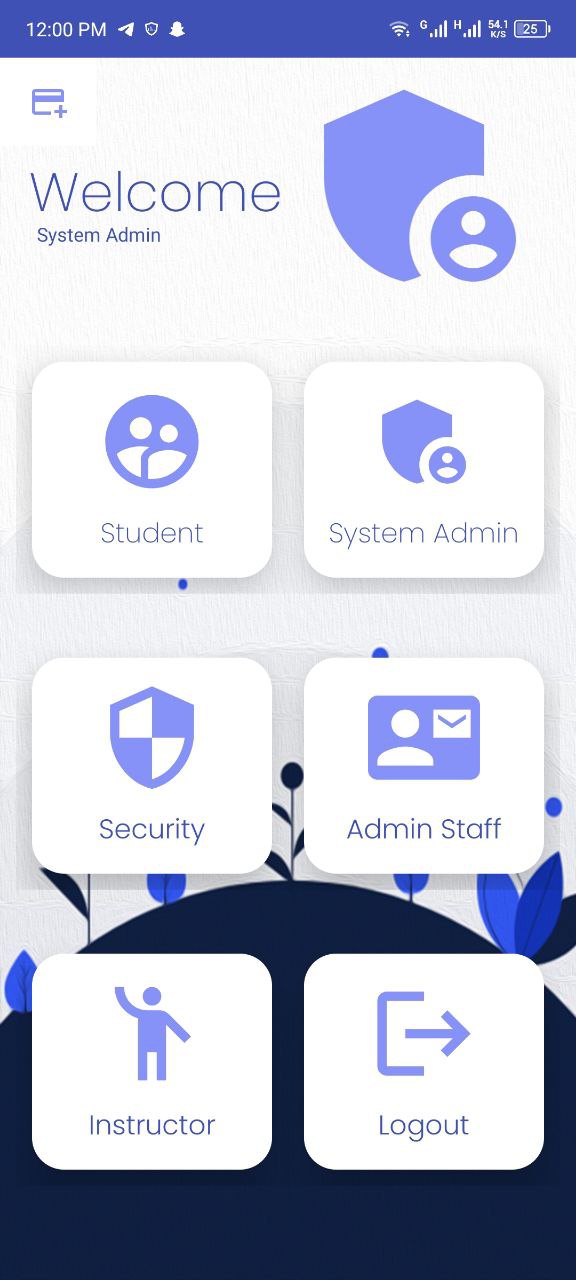 12:00 PM G H 54.1 K/S 25
Welcome
System Admin
Student
System Admin
Security
Admin Staff
Instructor
Logout